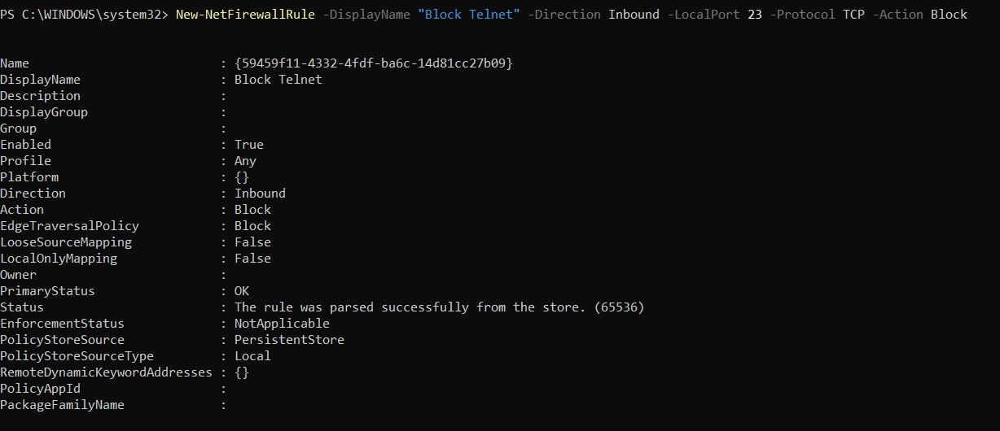 PS C:\WINDOWS\system32> New-NetFirewallRule -DisplayName "Block Telnet" -Direction Inbound -LocalPort 23 -Protocol TCP -Action Block
Name                          : {59459f11-4332-4fdf-ba6c-14d81cc27b09}
DisplayName                   : Block Telnet
Description                   :
DisplayGroup                  :
Group                         :
Enabled                       : True
Profile                       : Any
Platform                      : {}
Direction                     : Inbound
Action                        : Block
EdgeTraversalPolicy           : Block
LooseSourceMapping            : False
LocalOnlyMapping              : False
Owner                         :
PrimaryStatus                 : OK
Status                        : The rule was parsed successfully from the store. (65536)
EnforcementStatus             : NotApplicable
PolicyStoreSource             : PersistentStore
PolicyStoreSourceType         : Local
RemoteDynamicKeywordAddresses : {}
PolicyAppId                   :
PackageFamilyName             :